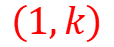 (1, k)